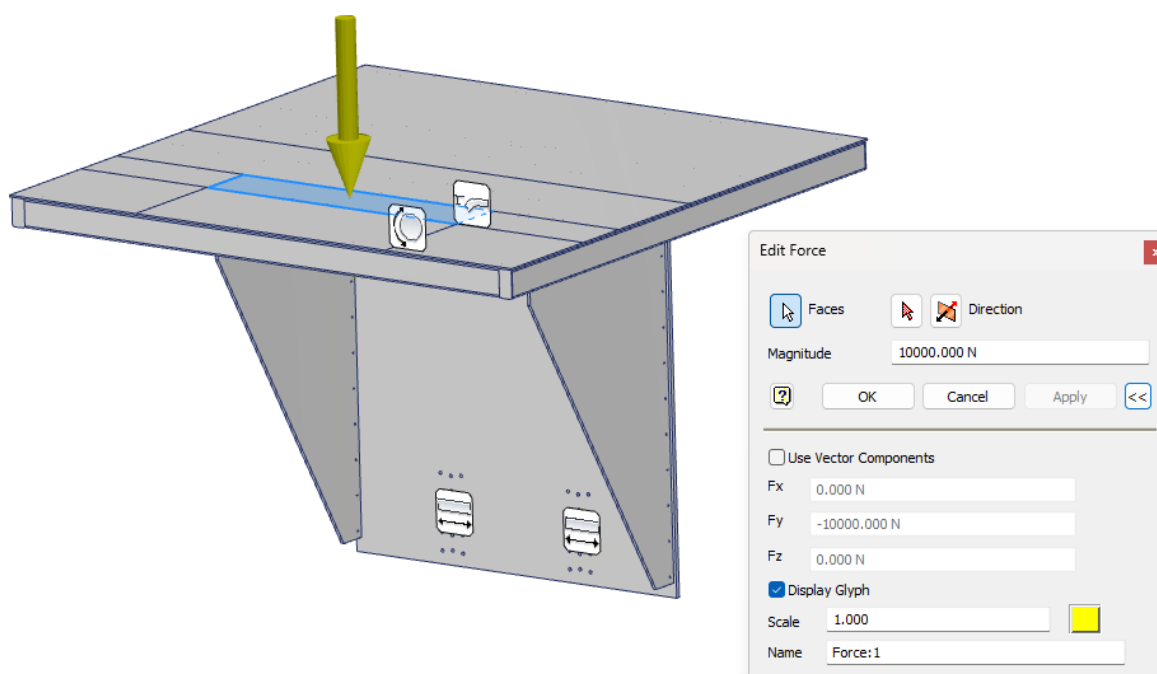 Edit Force
x
Faces
Direction
Magnitude 10000.000 N
OK Cancel Apply <<
Use Vector Components
Fx 0.000 N
Fy -10000.000 N
Fz 0.000 N
Display Glyph
Scale 1.000
Name Force:1